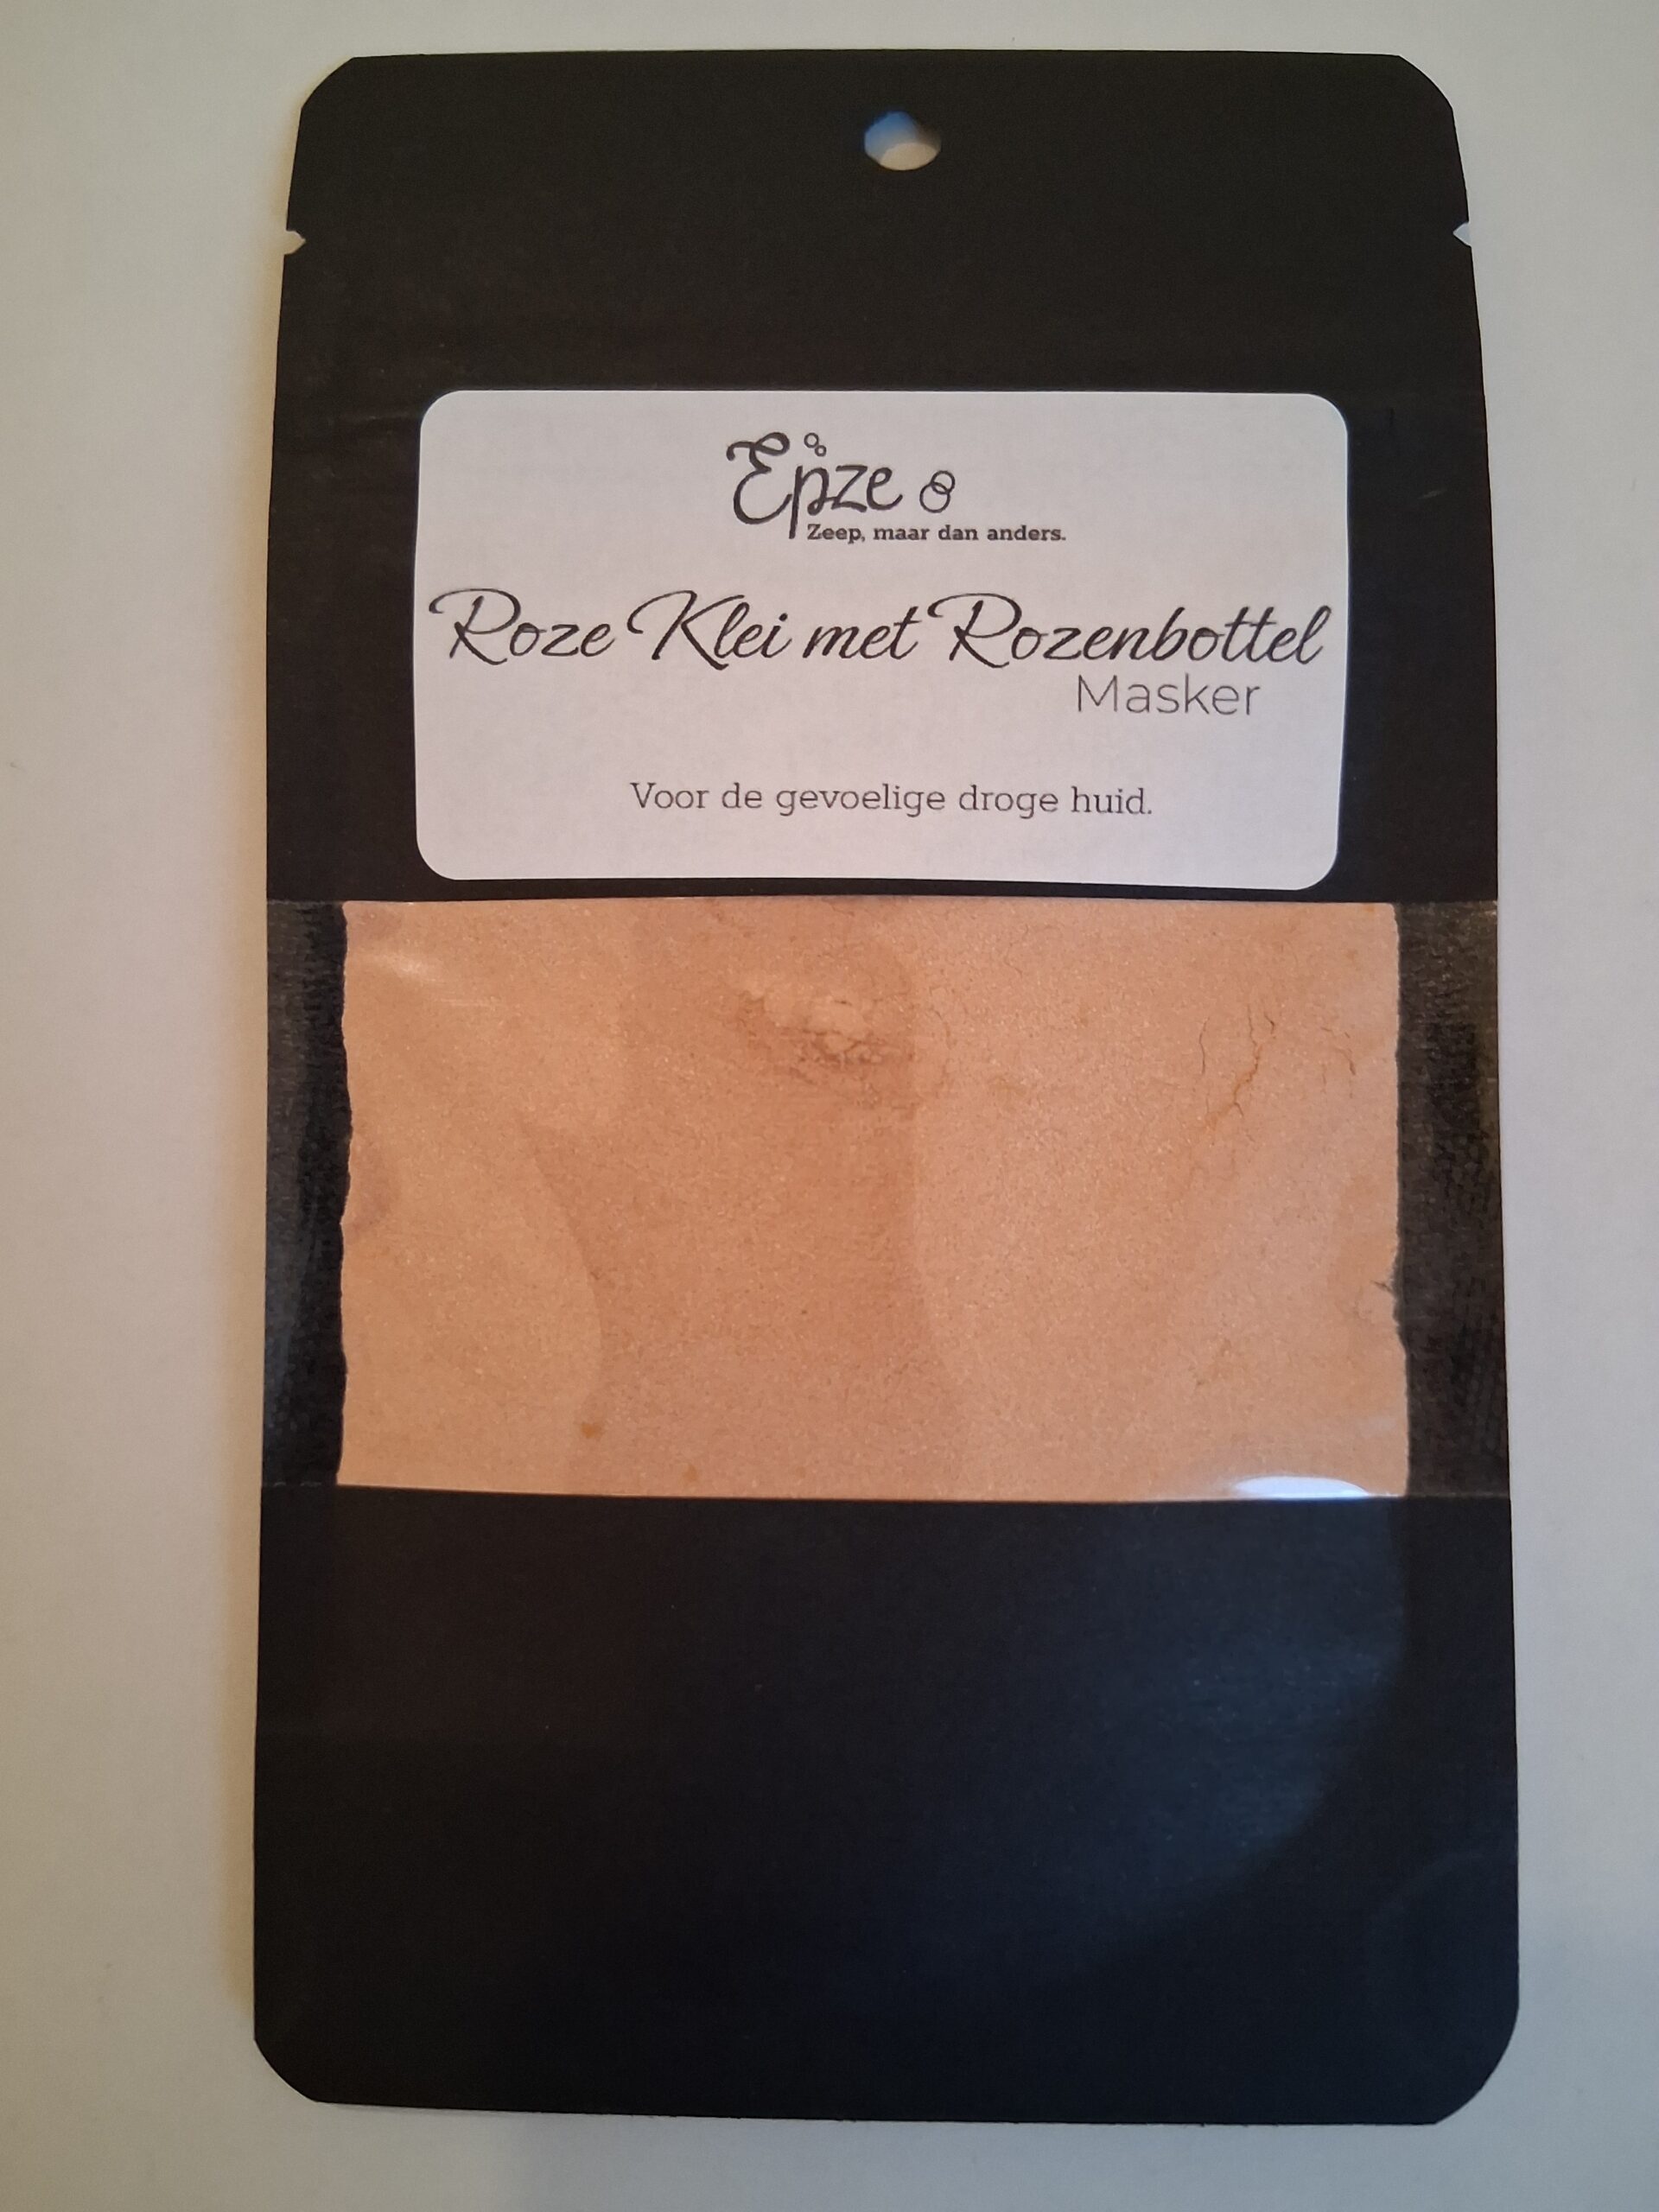 Epze
Zeep, maar dan anders.
Roze Klei met Rozenbottel
Masker
Voor de gevoelige droge huid.